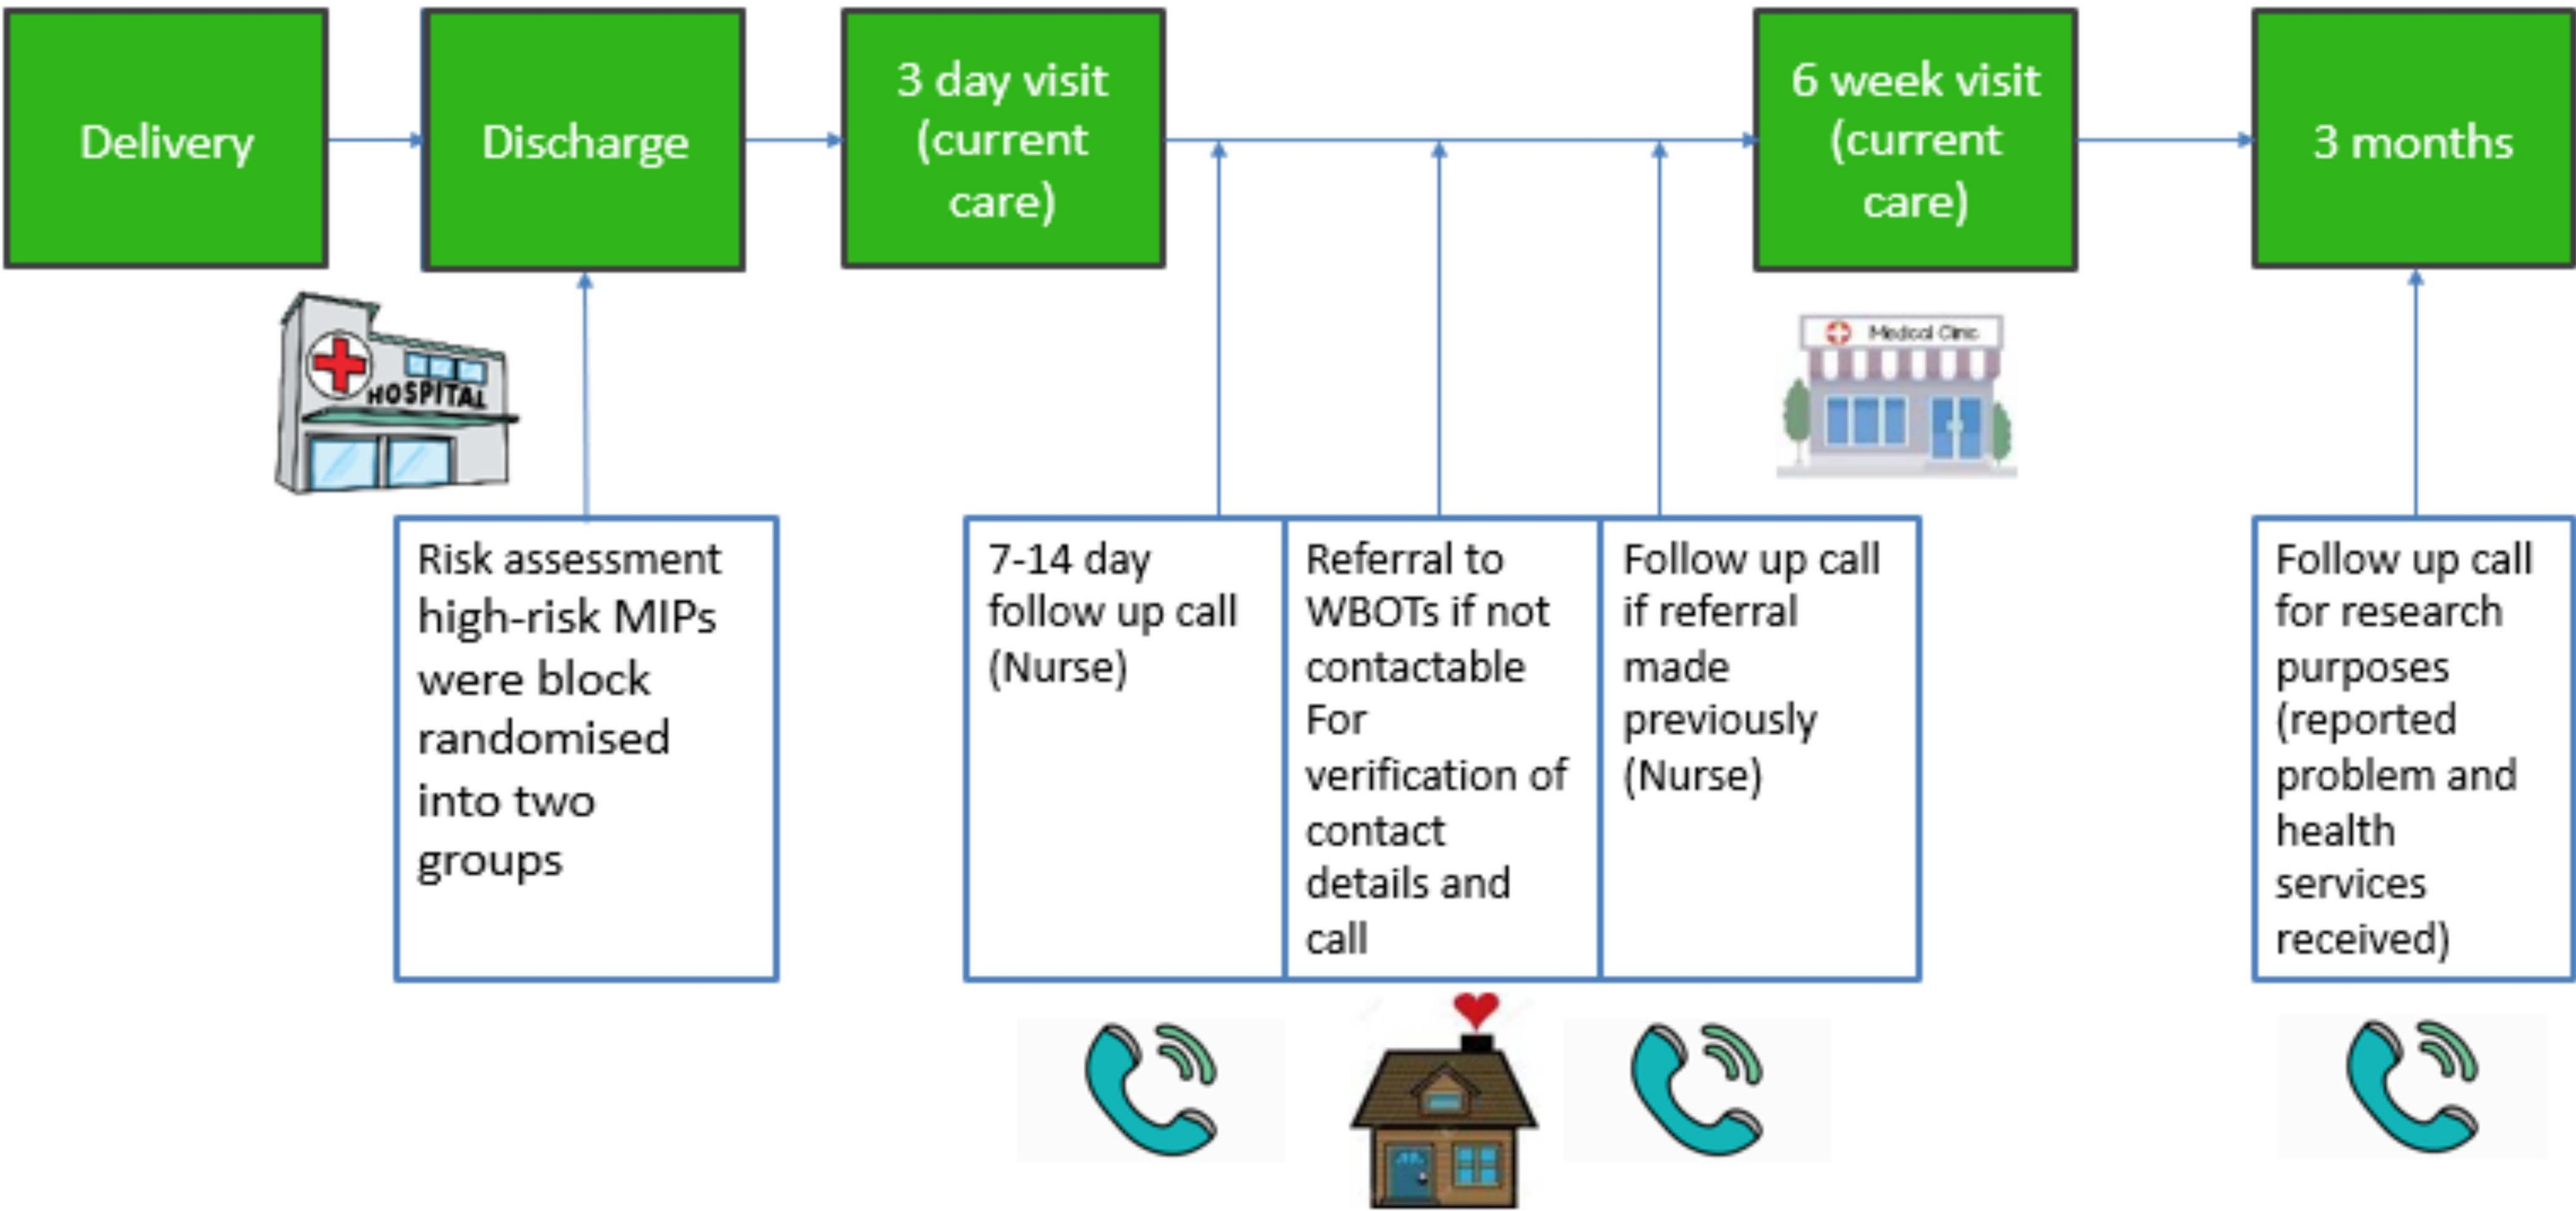 Delivery
Discharge
3 day visit
(current
care)
6 week visit
(current
care)
3 months
HOSPITAL
Medical Clinic
Risk assessment
high-risk MIPs
were block
randomised
into two
groups
7-14 day
follow up call
(Nurse)
Referral to
WBOTs if not
contactable
For
verification of
contact
details and
call
Follow up call
if referral
made
previously
(Nurse)
Follow up call
for research
purposes
(reported
problem and
health
services
received)